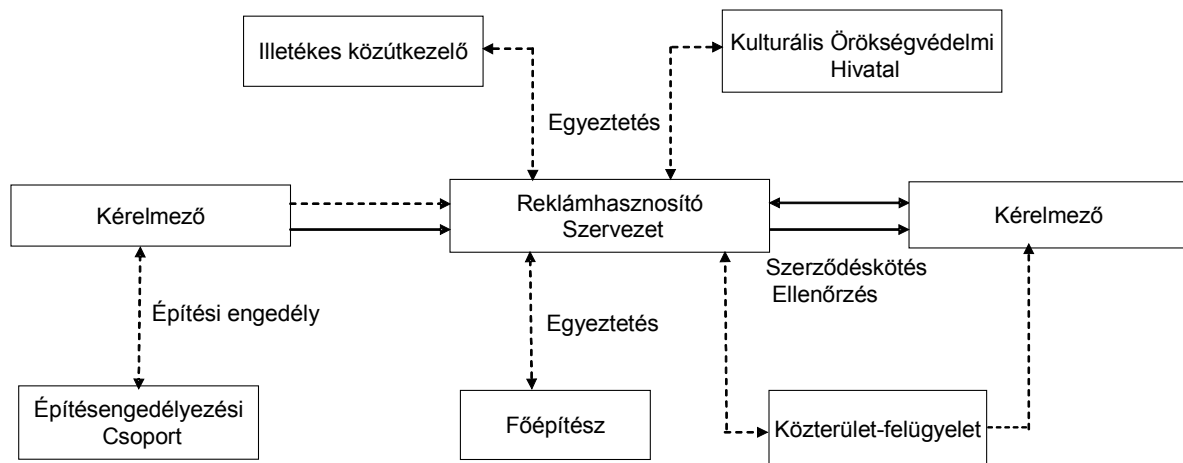 Illetékes közútkezelő
Kulturális Örökségvédelmi
Hivatal
Egyeztetés
Kérelmező
Reklámhasznosító
Szervezet
Kérelmező
Szerződéskötés
Ellenőrzés
Építési engedély
Egyeztetés
Építésengedélyezési
Csoport
Főépítész
Közterület-felügyelet